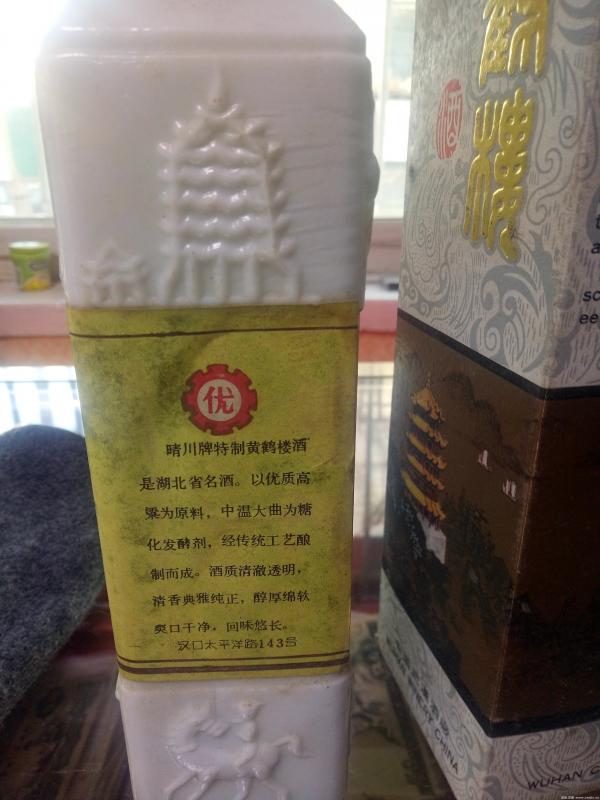 优
晴川牌特制黄鹤楼酒
是湖北省名酒。以优质高
粱为原料，中温大曲为糖
化发酵剂，经传统工艺酿
制而成。酒质清澈透明，
清香典雅纯正，醇厚绵软
爽口干净，回味悠长。
汉口太平洋路143号
鹤楼
酒
CHINA
WUHAN